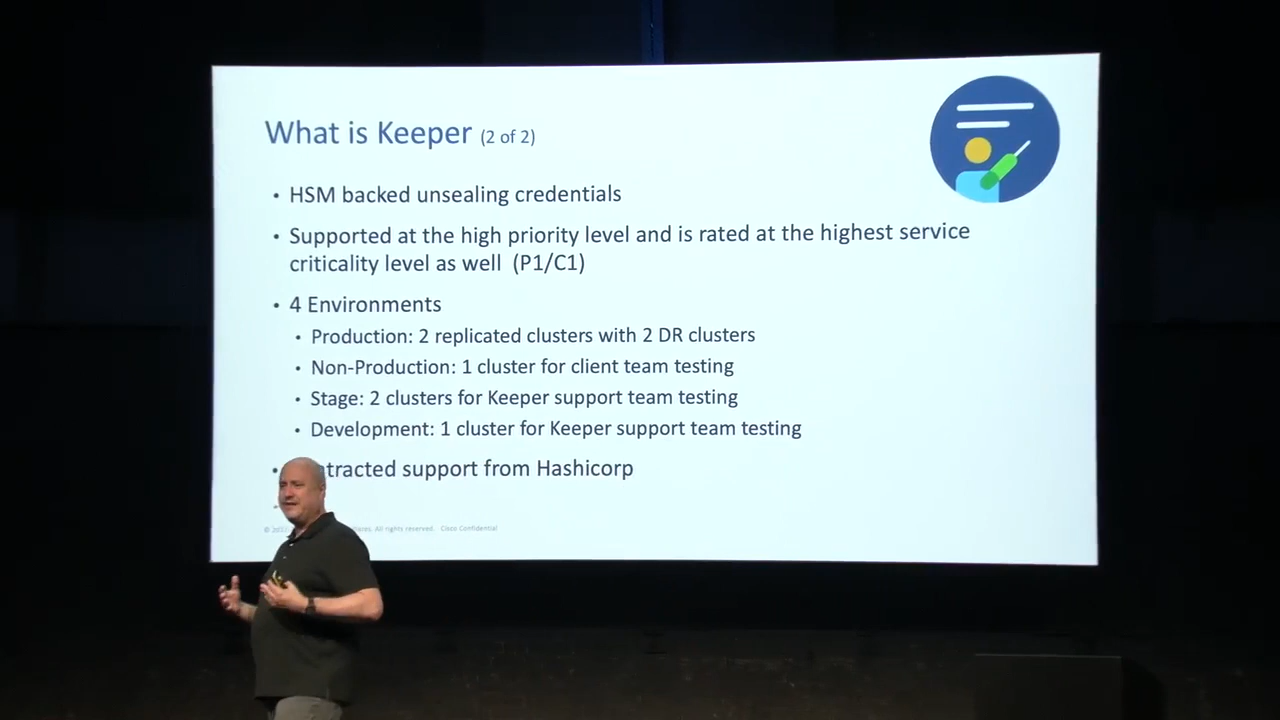 What is Keeper (2 of 2)
• HSM backed unsealing credentials
• Supported at the high priority level and is rated at the highest service
criticality level as well (P1/C1)
• 4 Environments
• Production: 2 replicated clusters with 2 DR clusters
• Non-Production: 1 cluster for client team testing
• Stage: 2 clusters for Keeper support team testing
• Development: 1 cluster for Keeper support team testing
• tracted support from Hashicorp
© All rights reserved. Cisco Confidential